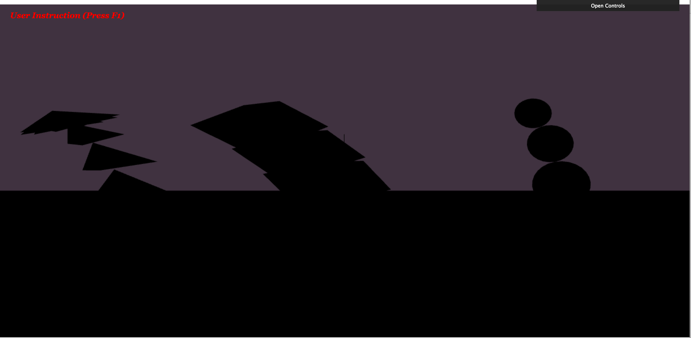 User Instruction (Press F1)
Open Controls